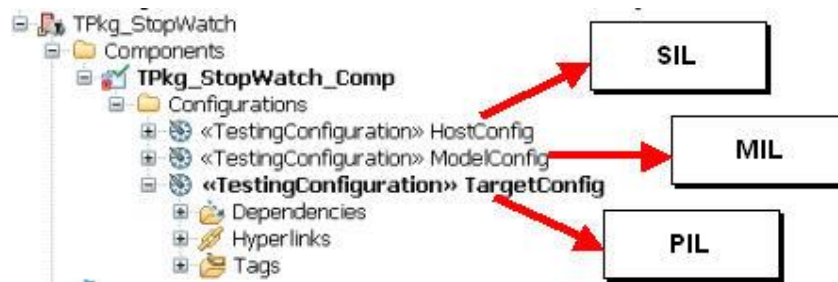 TPkg_StopWatch
Components
SIL
TPkg_StopWatch_Comp
Configurations
«TestingConfiguration» HostConfig
«TestingConfiguration» ModelConfig
MIL
«TestingConfiguration» TargetConfig
Dependencies
Hyperlinks
PIL
Tags